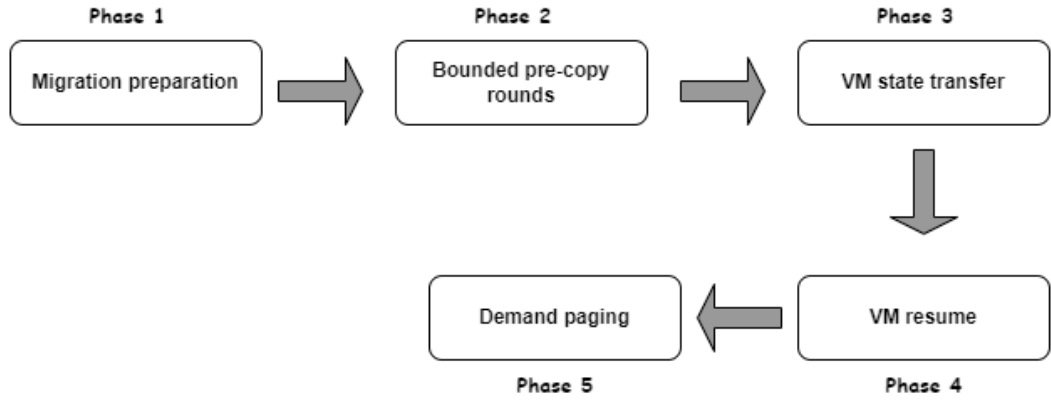 Phase 1
Phase 2
Phase 3
Migration preparation
Bounded pre-copy
rounds
VM state transfer
Demand paging
VM resume
Phase 5
Phase 4